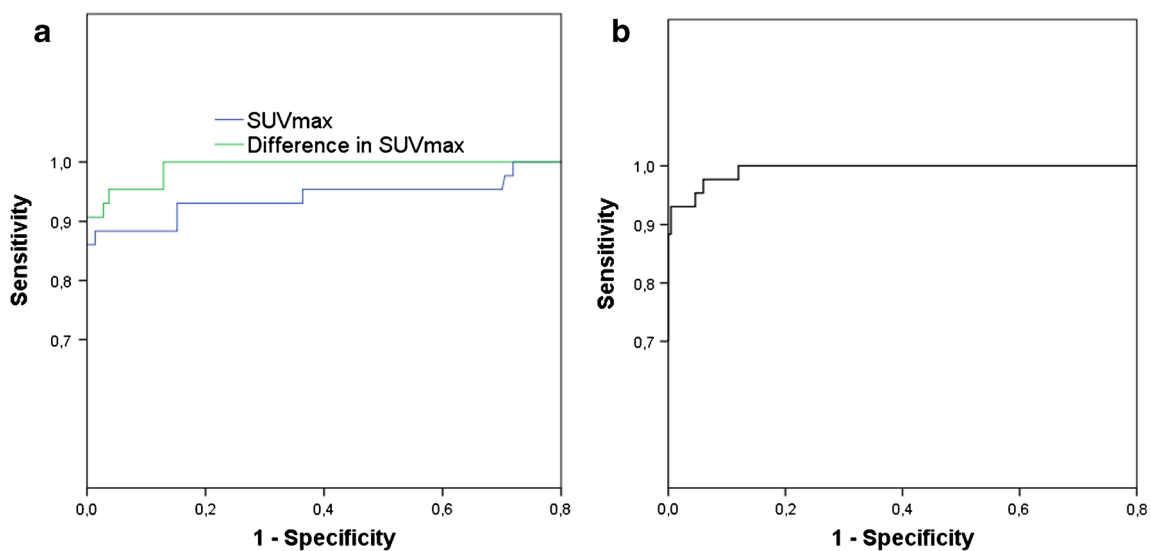 a
SUVmax
Difference in SUVmax
1,0
0,9
0,8
0,7
Sensitivity
0,0 0,2 0,4 0,6 0,8
1 - Specificity
b
1,0
0,9
0,8
0,7
Sensitivity
0,0 0,2 0,4 0,6 0,8
1 - Specificity